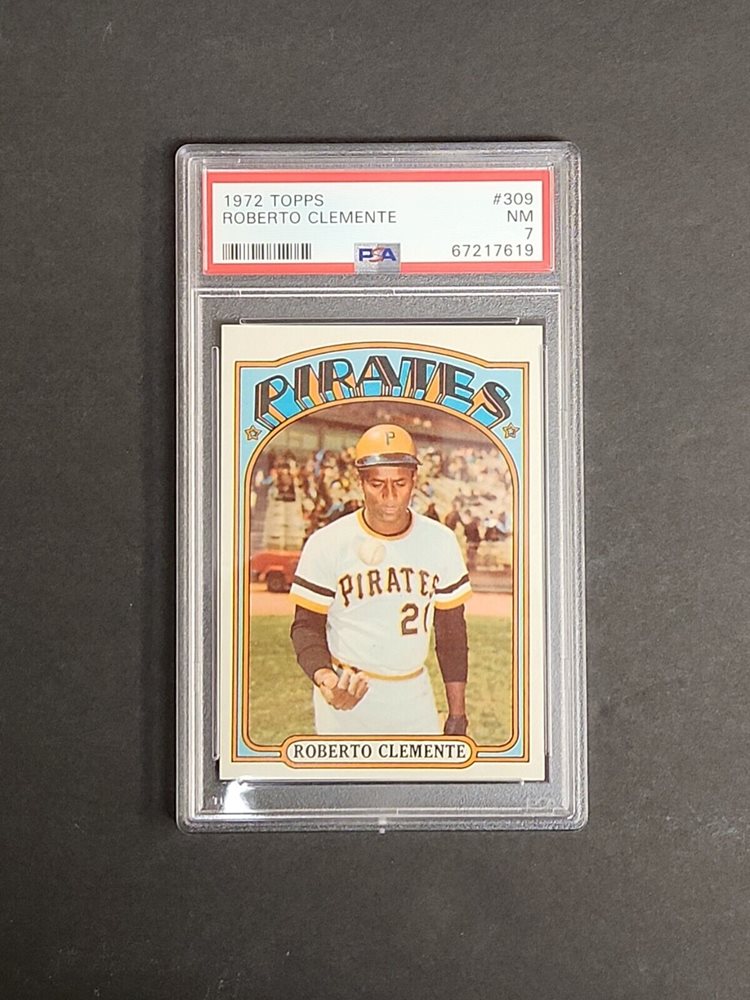 1972 TOPPS #309
ROBERTO CLEMENTE NM
7
PSA 67217619
PIRATES
P
PIRATES
21
ROBERTO CLEMENTE